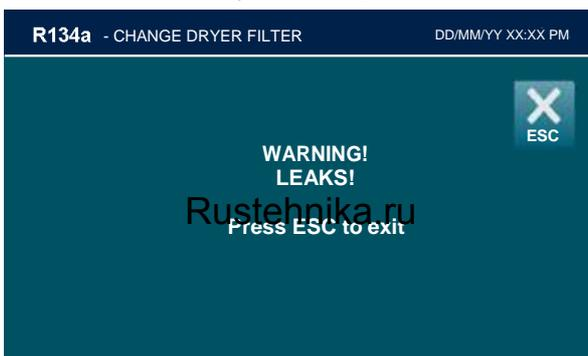 R134a - CHANGE DRYER FILTER DD/MM/YY XX:XX PM
ESC
WARNING!
LEAKS!
Rustehnika.ru
Press ESC to exit